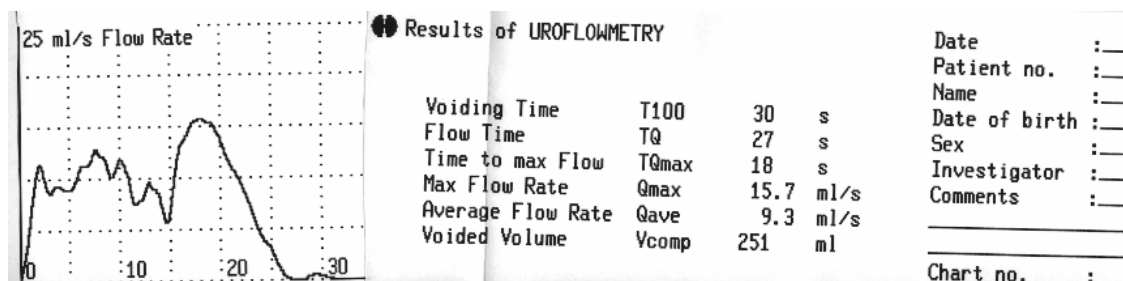 25 ml/s Flow Rate
0 10 20 30
Results of UROFLOWMETRY
Voiding Time T100 30 s
Flow Time TQ 27 s
Time to max Flow TQmax 18 s
Max Flow Rate Qmax 15.7 ml/s
Average Flow Rate Qave 9.3 ml/s
Voided Volume Vcomp 251 ml
Date :
Patient no. :
Name :
Date of birth :
Sex :
Investigator :
Comments :
Chart no. :